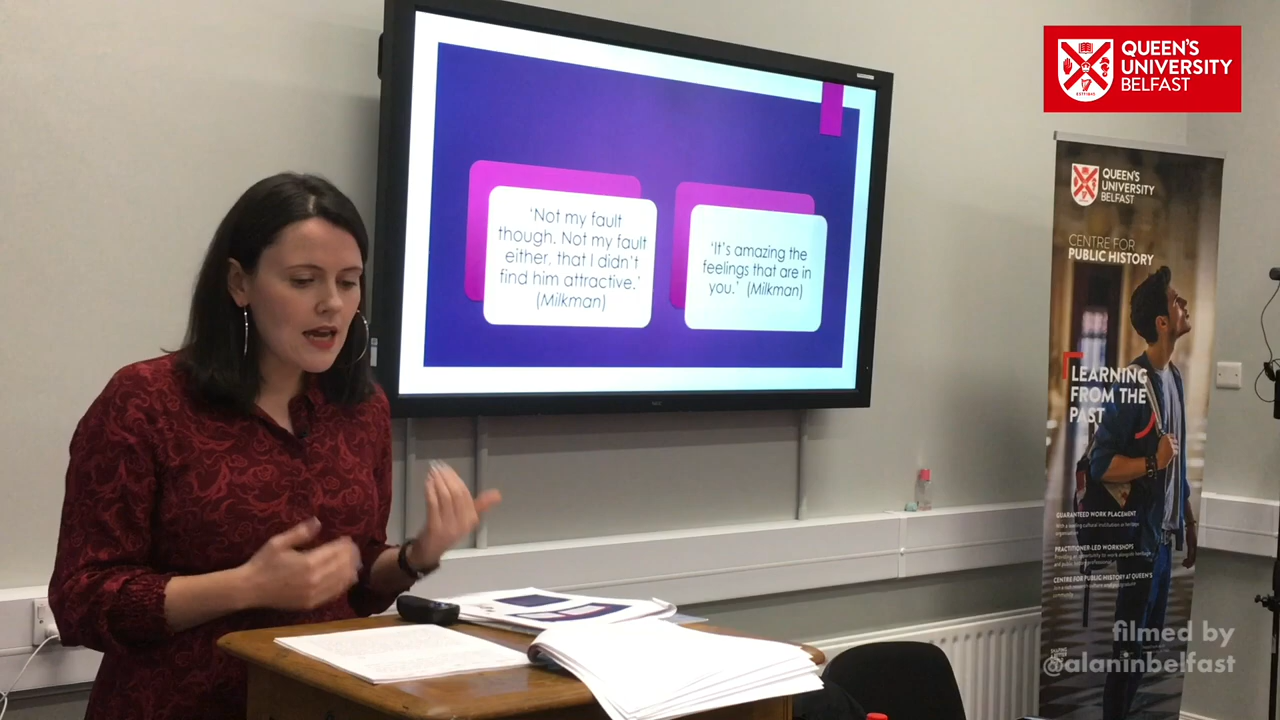 ‘Not my fault
though. Not my fault
either, that I didn’t
find him attractive.’
(Milkman)
‘It’s amazing the
feelings that are in
you.’ (Milkman)
QUEEN’S
UNIVERSITY
BELFAST
QUEEN’S
UNIVERSITY
BELFAST
CENTRE FOR
PUBLIC HISTORY
LEARNING
FROM THE
PAST
GUARANTEED WORK PLACEMENT
PRACTITIONER-LED WORKSHOPS
CENTRE FOR PUBLIC HISTORY AT QUEEN’S
filmed by
@alaninbelfast